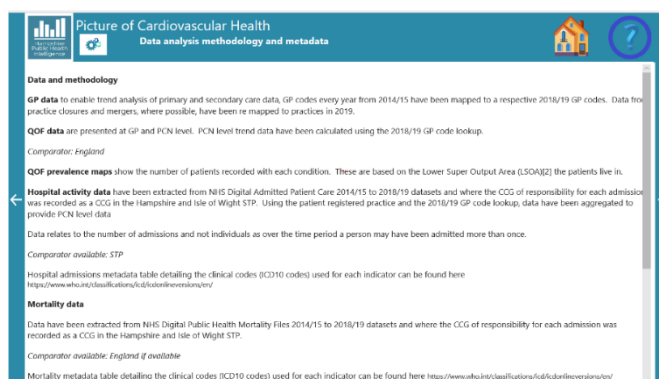 Picture of Cardiovascular Health
Hampshire
Public Health
Intelligence
Data analysis methodology and metadata
?
Data and methodology
GP data to enable trend analysis of primary and secondary care data, GP codes every year from 2014/15 have been mapped to a respective 2018/19 GP codes. Data from
practice closures and mergers, where possible, have been re mapped to practices in 2019.
QOF data are presented at GP and PCN level. PCN level trend data have been calculated using the 2018/19 GP code lookup.
Comparator: England
QOF prevalence maps show the number of patients recorded with each condition. These are based on the Lower Super Output Area (LSOA)[2] the patients live in.
Hospital activity data have been extracted from NHS Digital Admitted Patient Care 2014/15 to 2018/19 datasets and where the CCG of responsibility for each admission
was recorded as a CCG in the Hampshire and Isle of Wight STP. Using the patient registered practice and the 2018/19 GP code lookup, data have been aggregated to
provide PCN level data
Data relates to the number of admissions and not individuals as over the time period a person may have been admitted more than once.
Comparator available: STP
Hospital admissions metadata table detailing the clinical codes (ICD10 codes) used for each indicator can be found here
https://www.who.int/classifications/icd/icdonlineversions/en/
Mortality data
Data have been extracted from NHS Digital Public Health Mortality Files 2014/15 to 2018/19 datasets and where the CCG of responsibility for each admission was
recorded as a CCG in the Hampshire and Isle of Wight STP.
Comparator available: England if available
Mortality metadata table detailing the clinical codes (ICD10 codes) used for each indicator can be found here https://www.who.int/classifications/icd/icdonlineversions/en/